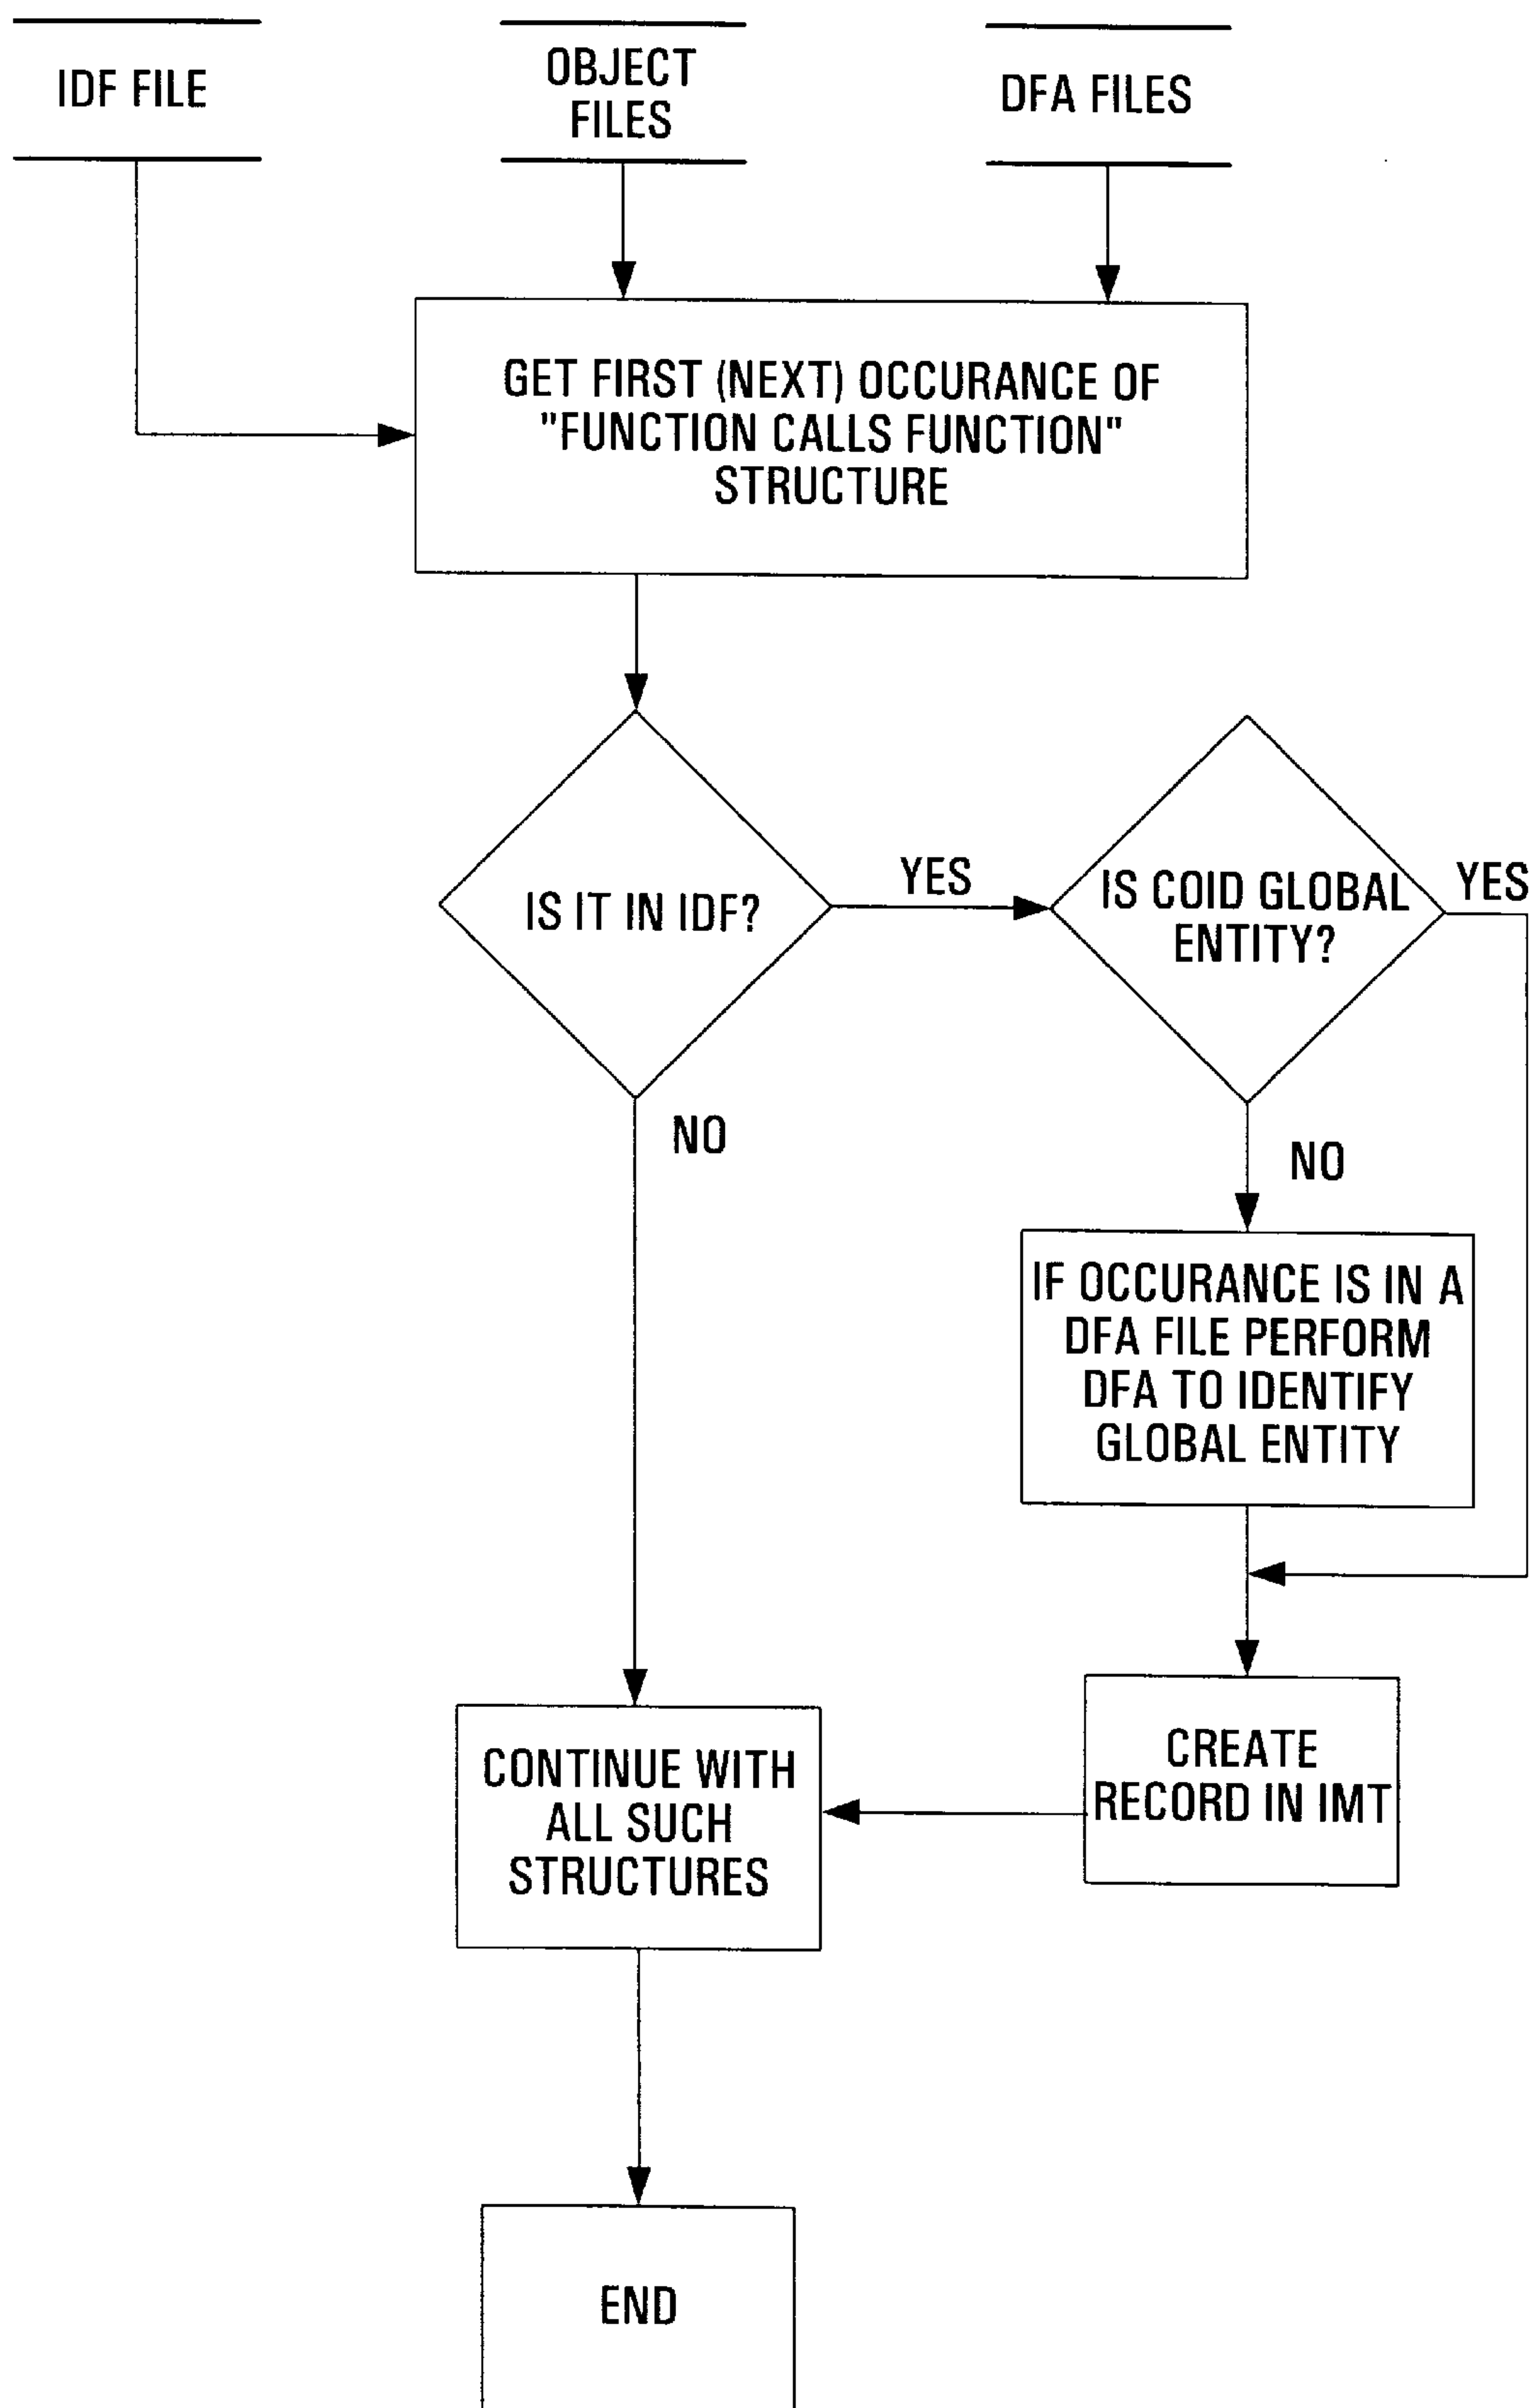 IDF FILE
OBJECT
FILES
DFA FILES
GET FIRST (NEXT) OCCURANCE OF
"FUNCTION CALLS FUNCTION"
STRUCTURE
IS IT IN IDF?
YES
IS COID GLOBAL
ENTITY?
YES
NO
NO
IF OCCURANCE IS IN A
DFA FILE PERFORM
DFA TO IDENTIFY
GLOBAL ENTITY
CONTINUE WITH
ALL SUCH
STRUCTURES
CREATE
RECORD IN IMT
END